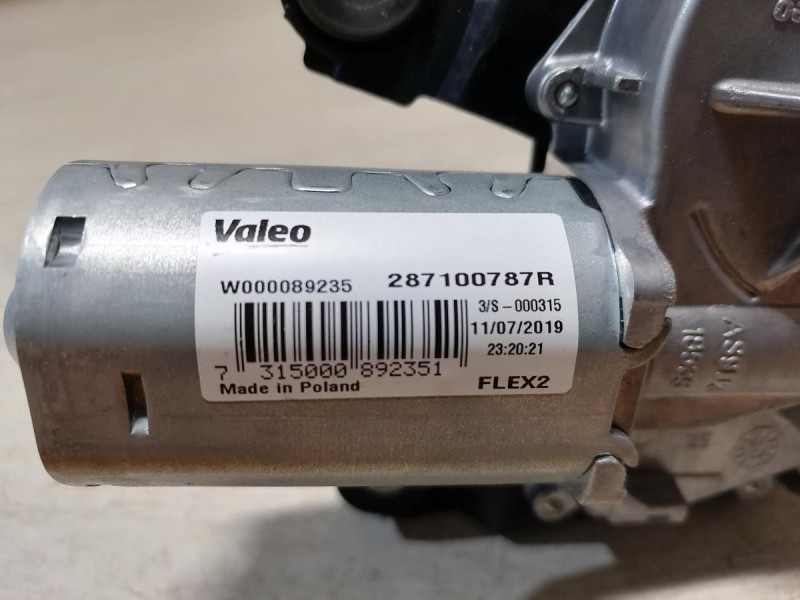 Valeo
W000089235 287100787R
3/S-000315
11/07/2019
23:20:21
7 315000 892351
Made in Poland FLEX2